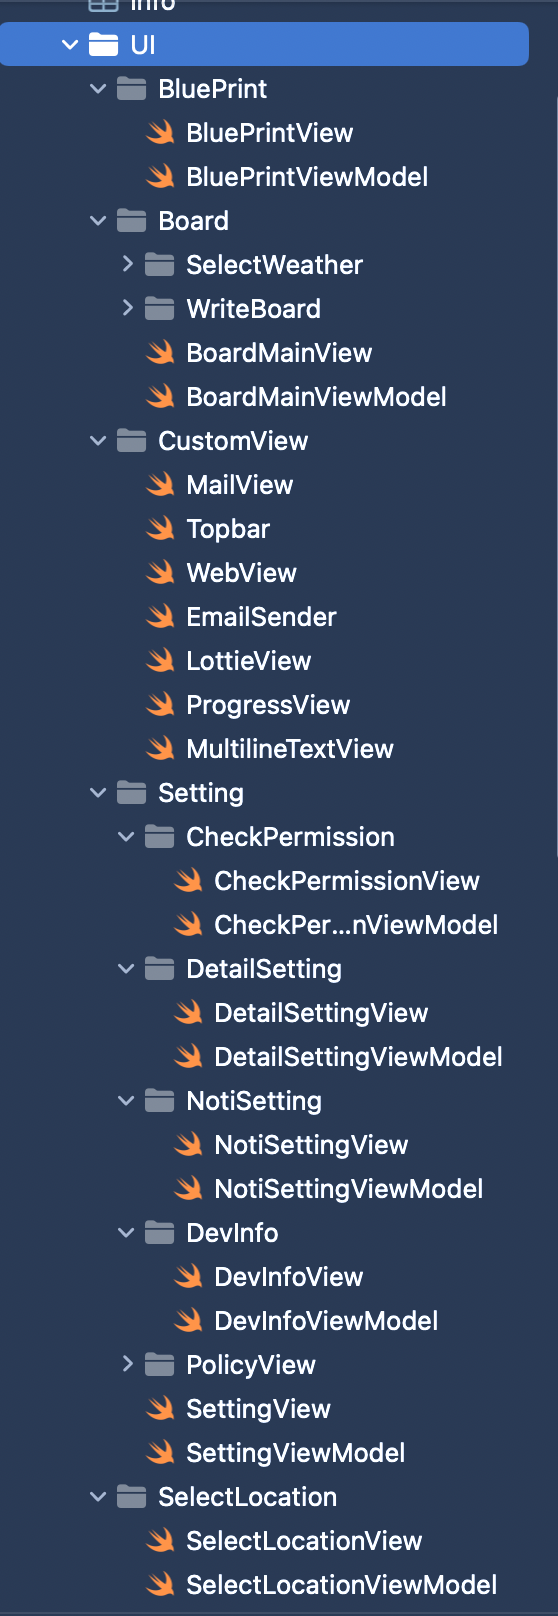 Info
UI
BluePrint
BluePrintView
BluePrintViewModel
Board
SelectWeather
WriteBoard
BoardMainView
BoardMainViewModel
CustomView
MailView
Topbar
WebView
EmailSender
LottieView
ProgressView
MultilineTextView
Setting
CheckPermission
CheckPermissionView
CheckPer...nViewModel
DetailSetting
DetailSettingView
DetailSettingViewModel
NotiSetting
NotiSettingView
NotiSettingViewModel
DevInfo
DevInfoView
DevInfoViewModel
PolicyView
SettingView
SettingViewModel
SelectLocation
SelectLocationView
SelectLocationViewModel